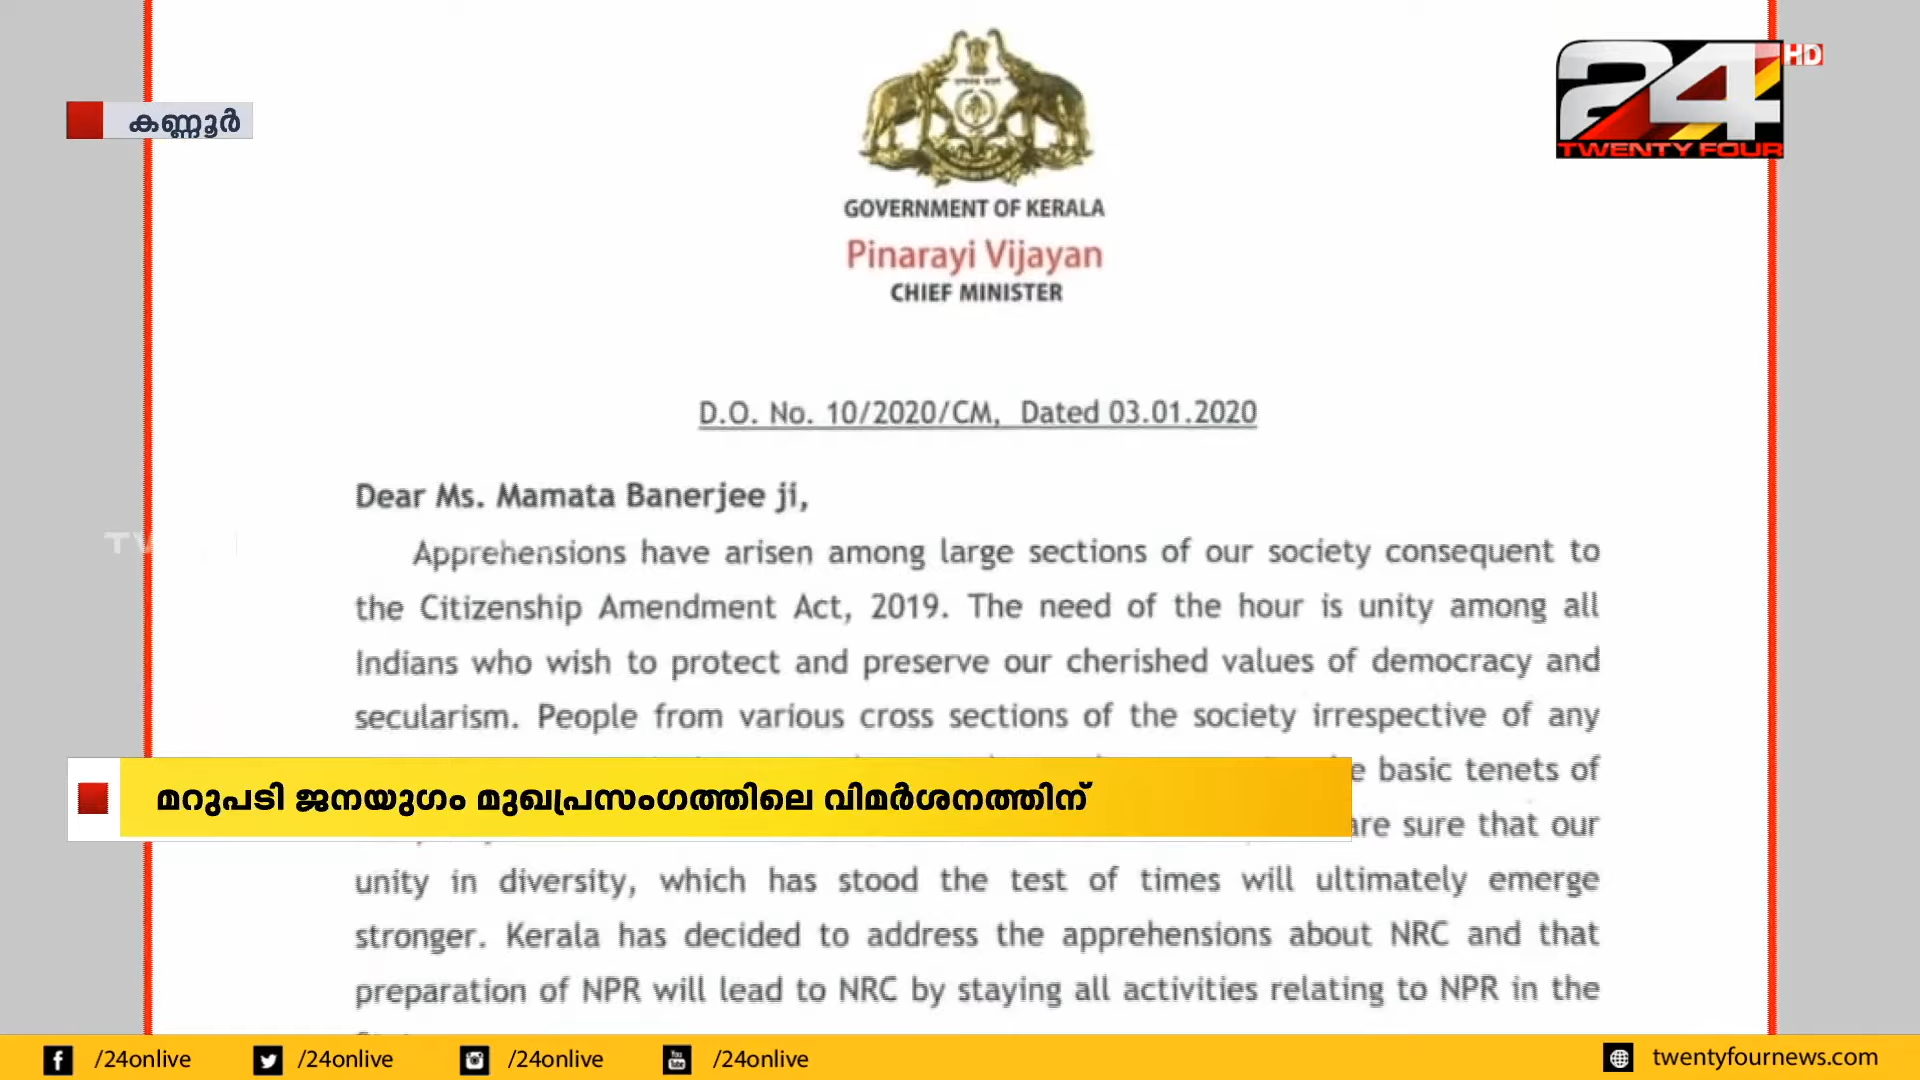 24
HD
TWENTY FOUR
കണ്ണൂർ
GOVERNMENT OF KERALA
Pinarayi Vijayan
CHIEF MINISTER
D.O. No. 10/2020/CM, Dated 03.01.2020
Dear Ms. Mamata Banerjee ji,
Apprehensions have arisen among large sections of our society consequent to
the Citizenship Amendment Act, 2019. The need of the hour is unity among all
Indians who wish to protect and preserve our cherished values of democracy and
secularism. People from various cross sections of the society irrespective of any
basic tenets of
മറുപടി ജനയുഗം മുഖപ്രസംഗത്തിലെ വിമർശനത്തിന്
are sure that our
unity in diversity, which has stood the test of times will ultimately emerge
stronger. Kerala has decided to address the apprehensions about NRC and that
preparation of NPR will lead to NRC by staying all activities relating to NPR in the
/24onlive
/24onlive
/24onlive
/24onlive
twentyfournews.com